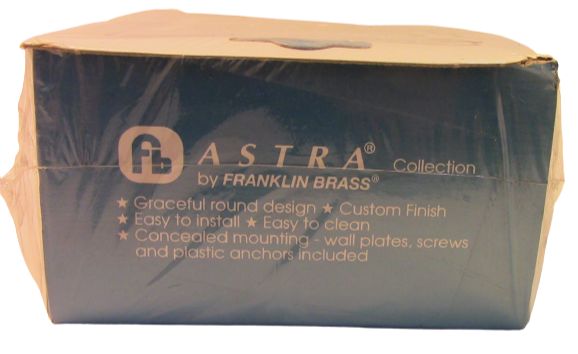 fb ASTRA® Collection
by FRANKLIN BRASS®
★ Graceful round design ★ Custom Finish
★ Easy to install ★ Easy to clean
★ Concealed mounting - wall plates, screws
and plastic anchors included